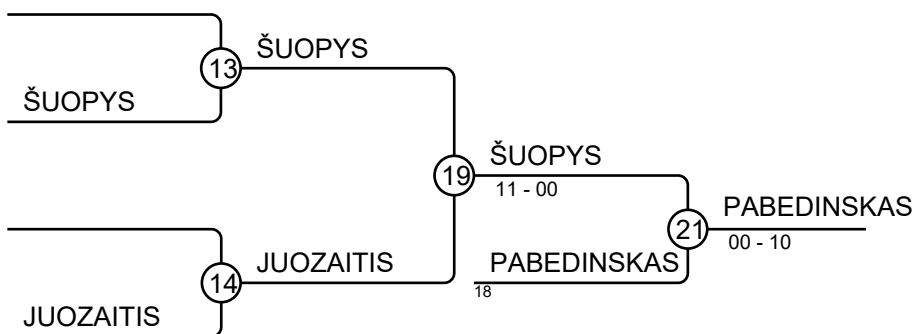 13
ŠUOPYS
ŠUOPYS
19
ŠUOPYS
11 - 00
21
PABEDINSKAS
00 - 10
PABEDINSKAS
18
14
JUOZAITIS
JUOZAITIS